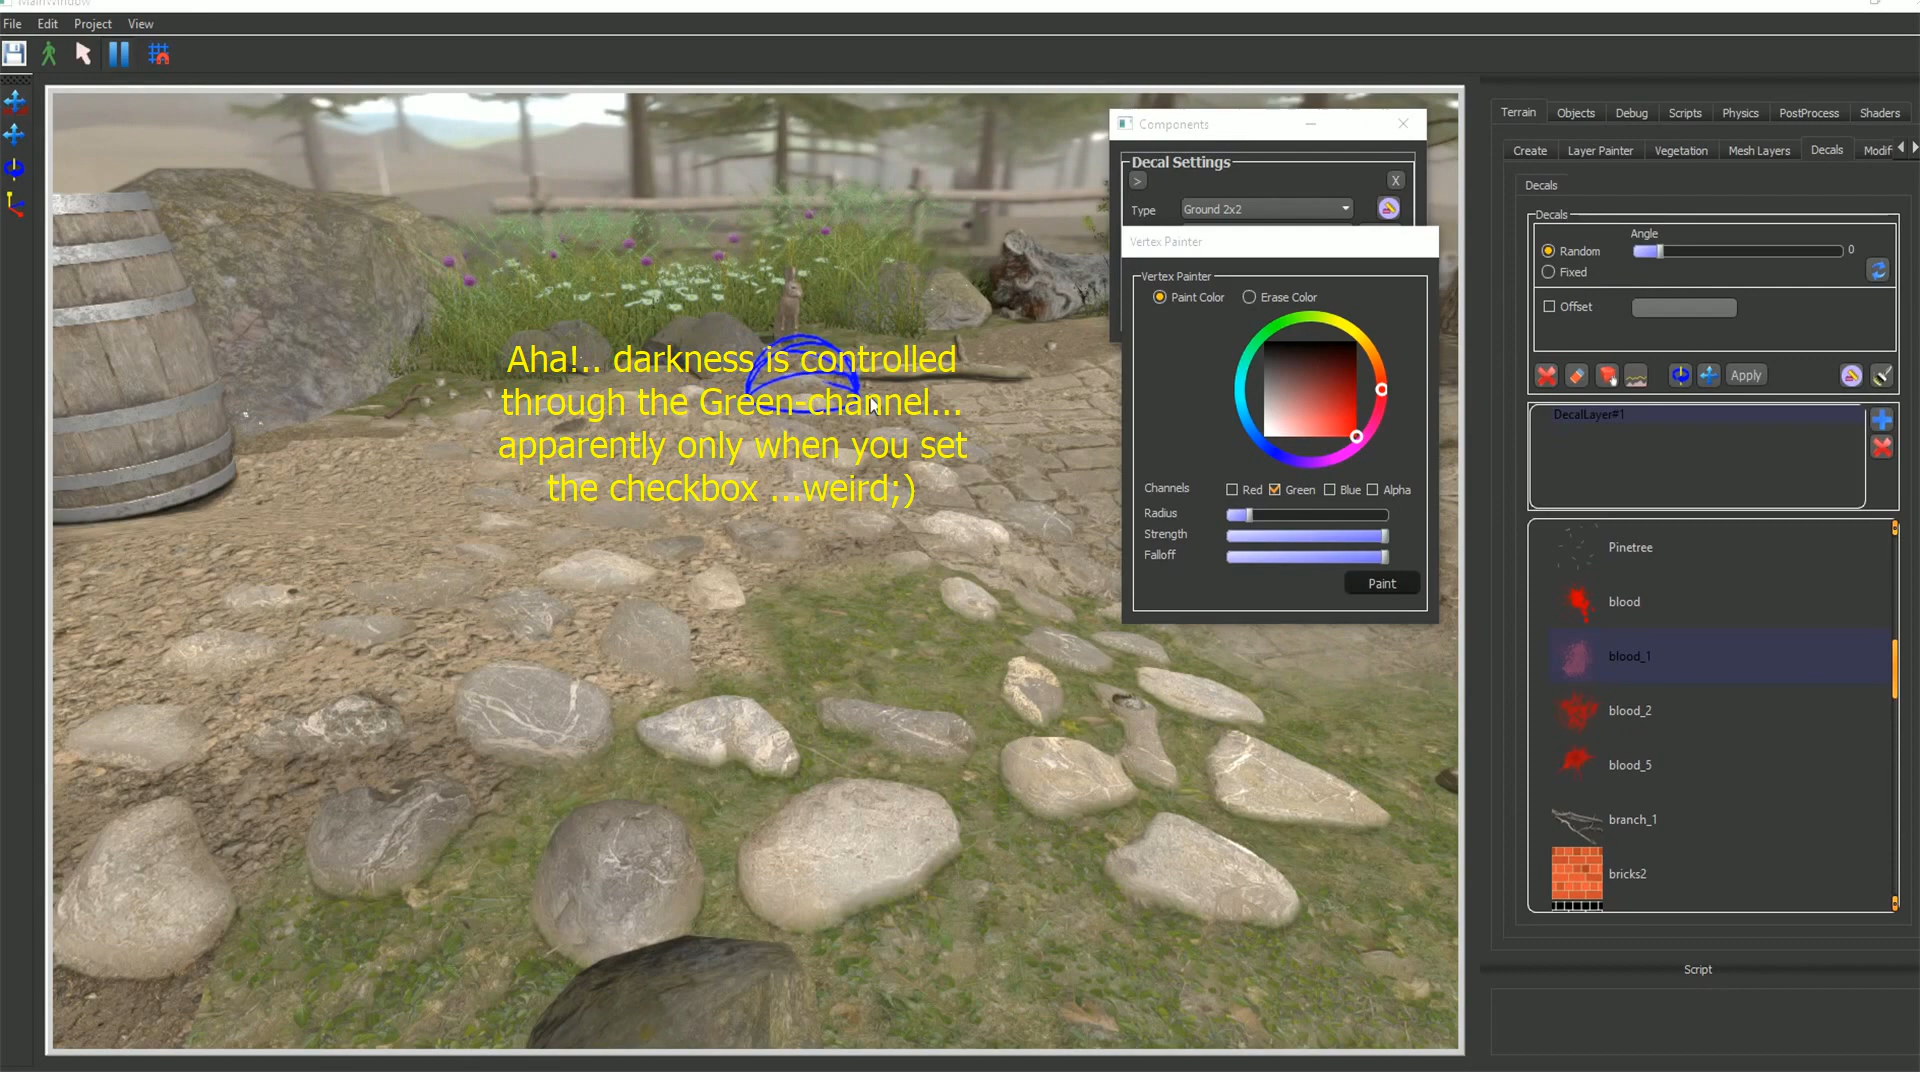 MainWindow
File Edit Project View
Components
Decal Settings
> X
Type Ground 2x2
Vertex Painter
Vertex Painter
Paint Color Erase Color
Channels Red Green Blue Alpha
Radius
Strength
Falloff
Paint
Aha!.. darkness is controlled
through the Green-channel...
apparently only when you set
the checkbox ...weird;)
Terrain Objects Debug Scripts Physics PostProcess Shaders
Create Layer Painter Vegetation Mesh Layers Decals Modif
Decals
Decals
Angle
Random 0
Fixed
Offset
Apply
DecalLayer#1
Pinetree
blood
blood_1
blood_2
blood_5
branch_1
bricks2
Script